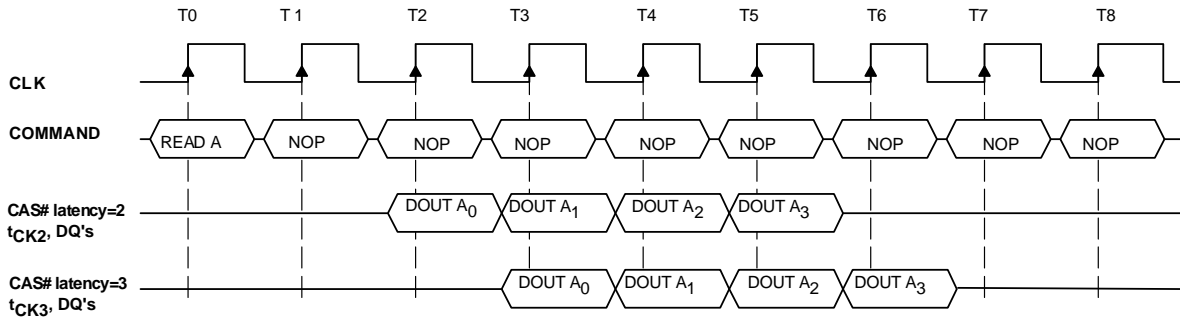 T0 T 1 T2 T3 T4 T5 T6 T7 T8
CLK
COMMAND READ A NOP NOP NOP NOP NOP NOP NOP NOP
CAS# latency=2
tCK2, DQ's
DOUT A0 DOUT A1 DOUT A2 DOUT A3
CAS# latency=3
tCK3, DQ's
DOUT A0 DOUT A1 DOUT A2 DOUT A3